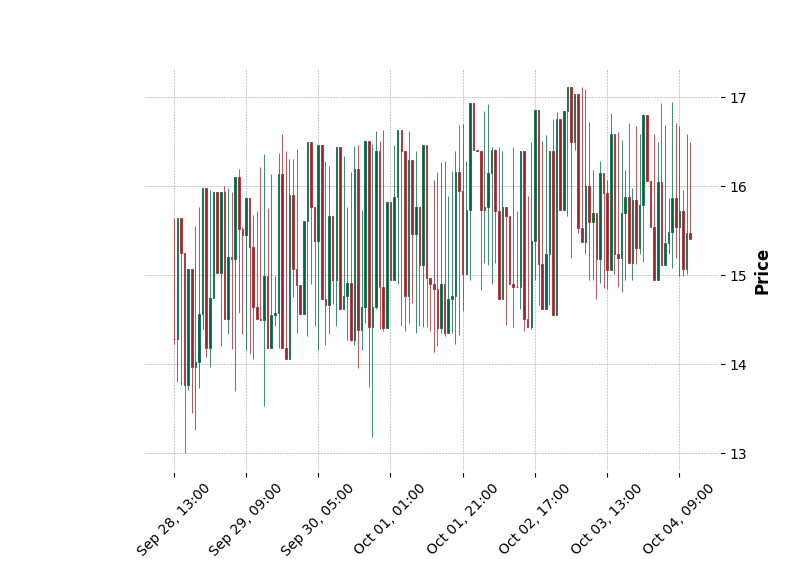 17
16
15
14
13
Price
Sep 28, 13:00
Sep 29, 09:00
Sep 30, 05:00
Oct 01, 01:00
Oct 01, 21:00
Oct 02, 17:00
Oct 03, 13:00
Oct 04, 09:00